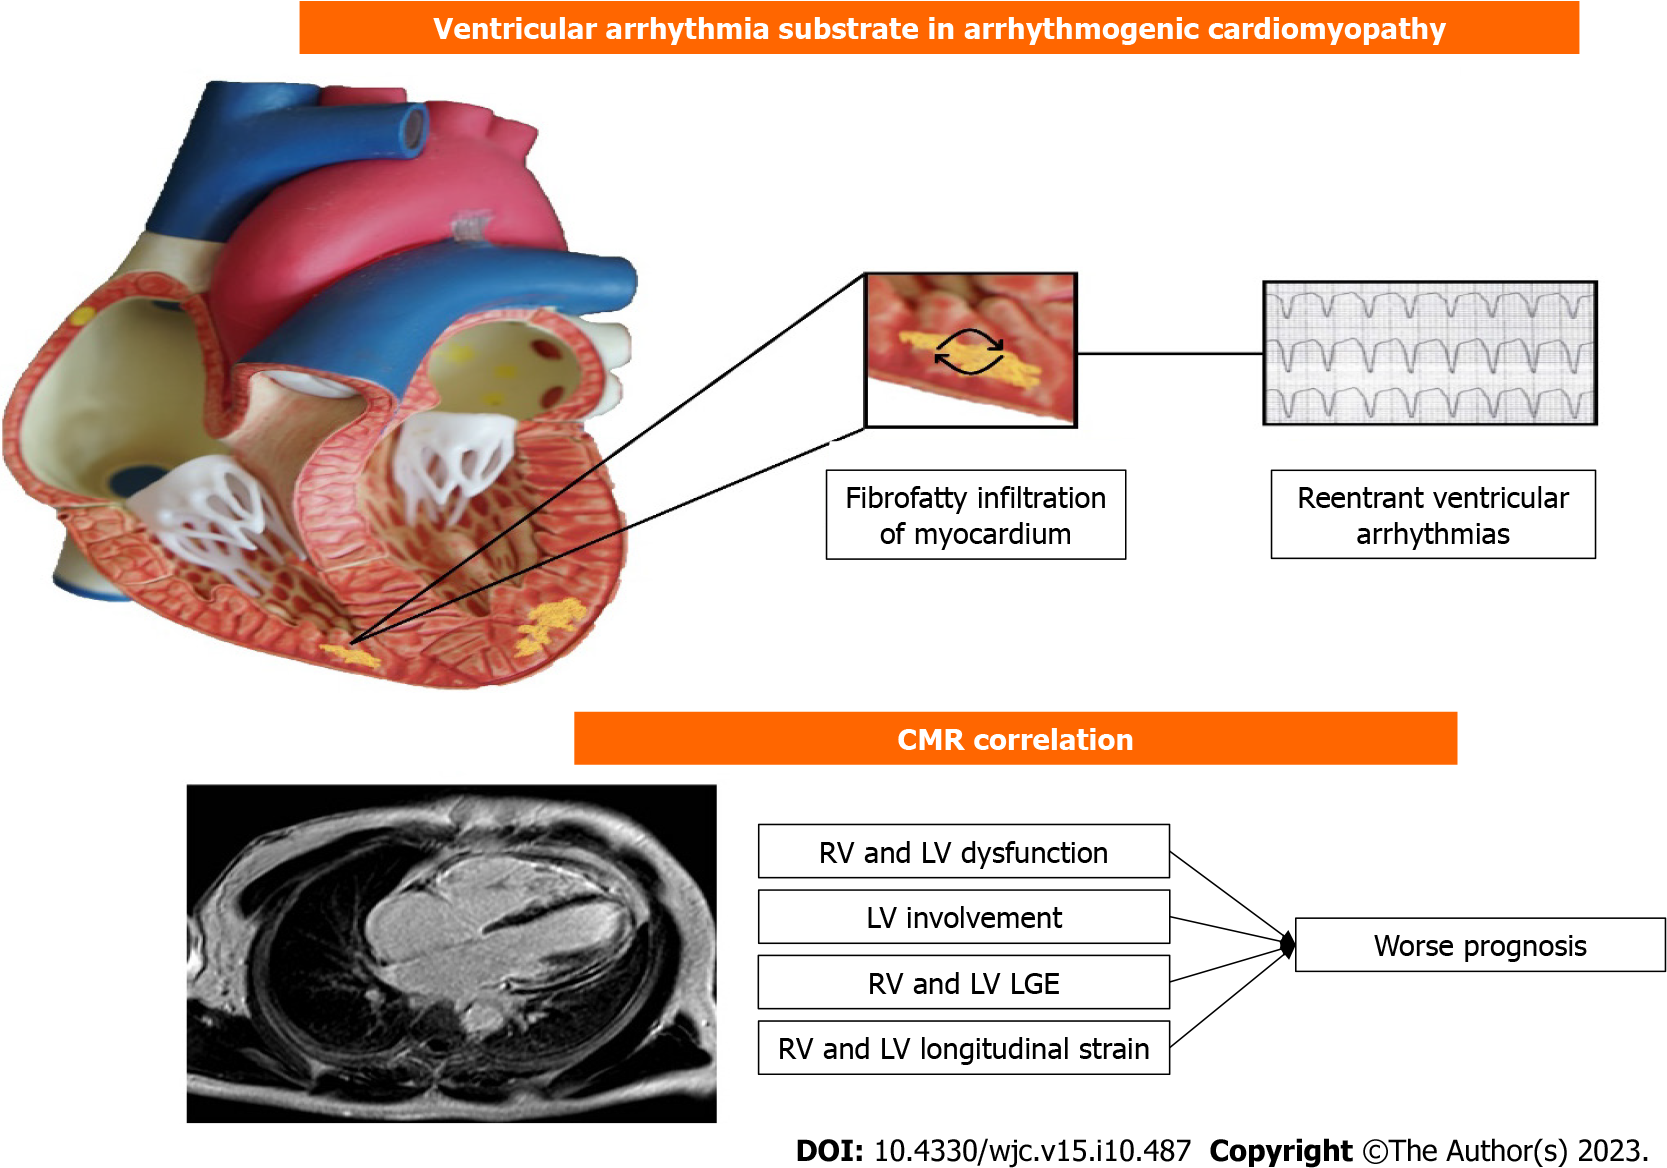 Ventricular arrhythmia substrate in arrhythmogenic cardiomyopathy
Fibrofatty infiltration
of myocardium
Reentrant ventricular
arrhythmias
CMR correlation
RV and LV dysfunction
LV involvement
RV and LV LGE
RV and LV longitudinal strain
Worse prognosis
DOI: 10.4330/wjc.v15.i10.487 Copyright ©The Author(s) 2023.